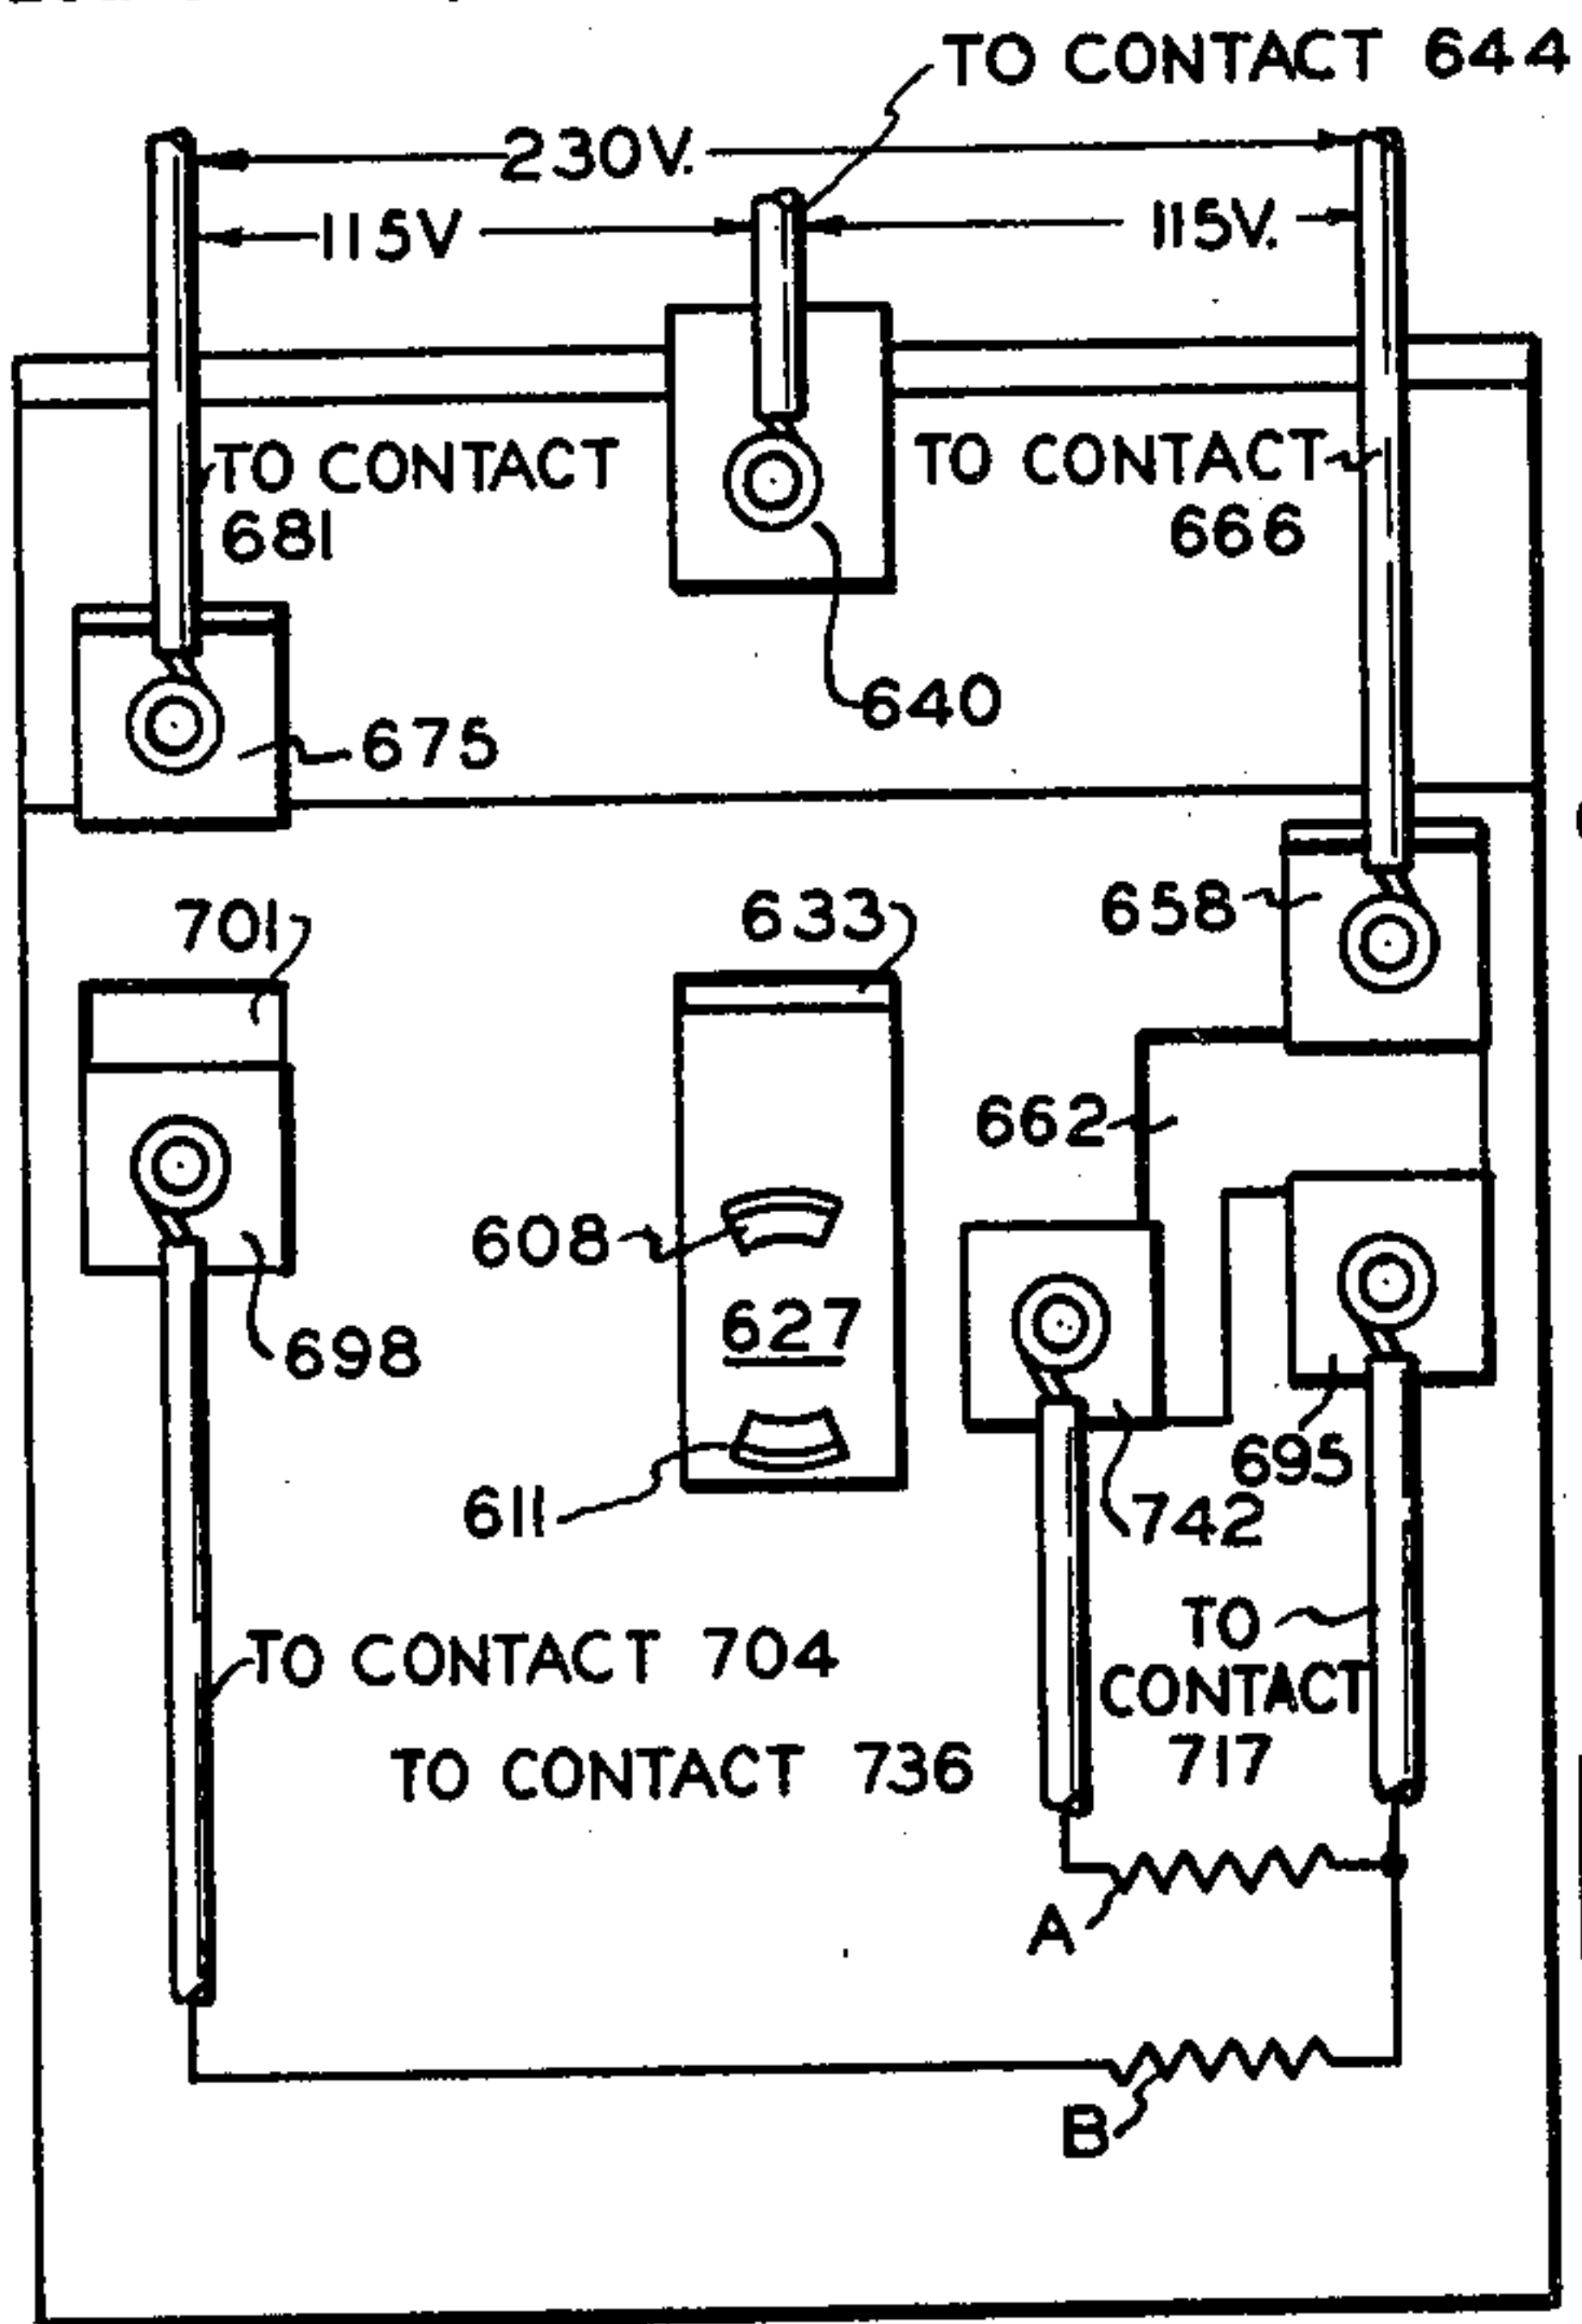 TO CONTACT 644
230V.
115V
115V.
TO CONTACT
681
TO CONTACT
666
640
675
701
633
658
662
608
627
698
695
611
742
TO CONTACT 704
TO
CONTACT
717
TO CONTACT 736
A
B